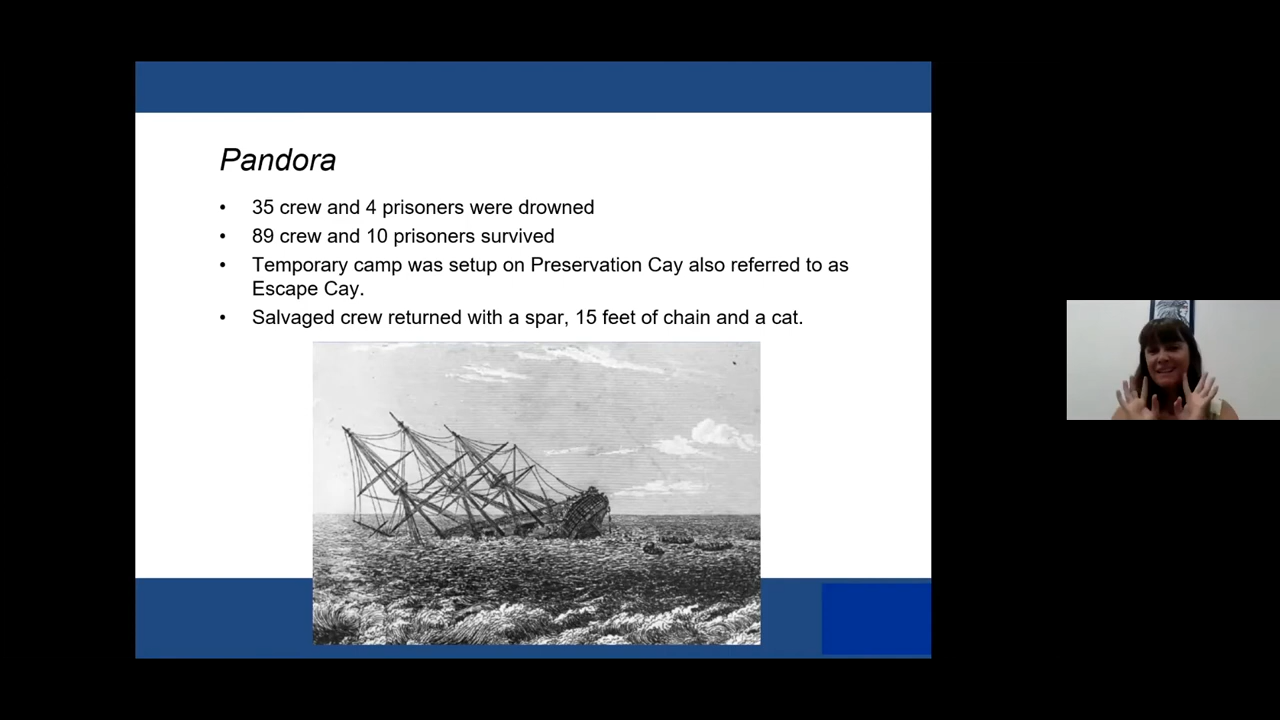 Pandora
• 35 crew and 4 prisoners were drowned
• 89 crew and 10 prisoners survived
• Temporary camp was setup on Preservation Cay also referred to as
Escape Cay.
• Salvaged crew returned with a spar, 15 feet of chain and a cat.